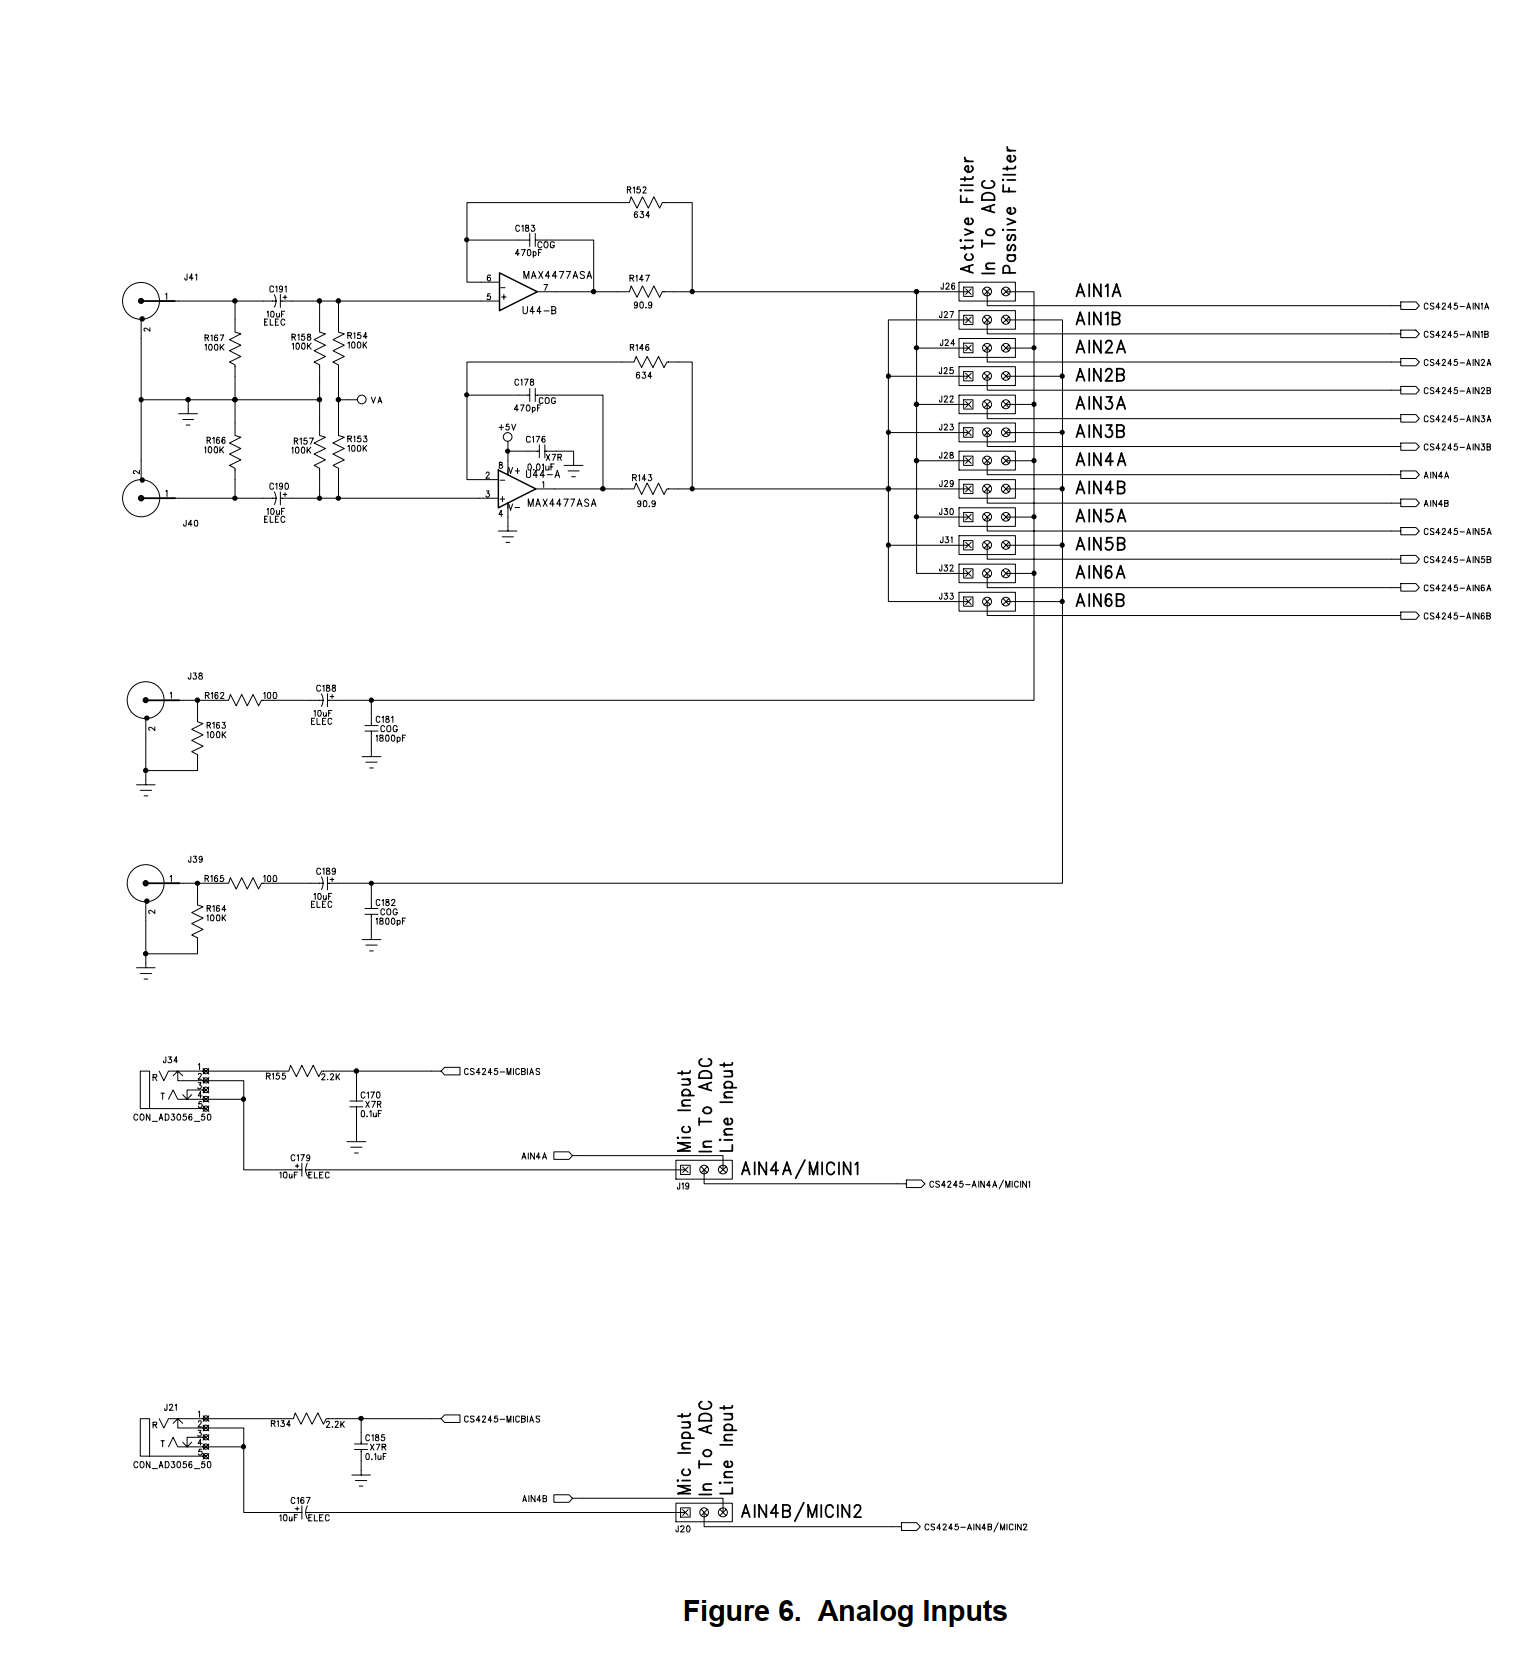 Active Filter
In To ADC
Passive Filter
R152
634
C183
COG
470pF
J41
1
2
C191
+
10uF
ELEC
R167
100K
R158
100K
R154
100K
6
5
-
+
7
MAX4477ASA
U44-B
R147
90.9
R146
634
C178
COG
470pF
VA
R166
100K
R157
100K
R153
100K
+5V
C176
X7R
0.01uF
U44-A
8
V+
2
3
-
+
1
4
V-
MAX4477ASA
R143
90.9
2
1
J40
C190
+
10uF
ELEC
J26
AIN1A
CS4245-AIN1A
J27
AIN1B
CS4245-AIN1B
J24
AIN2A
CS4245-AIN2A
J25
AIN2B
CS4245-AIN2B
J22
AIN3A
CS4245-AIN3A
J23
AIN3B
CS4245-AIN3B
J28
AIN4A
AIN4A
J29
AIN4B
AIN4B
J30
AIN5A
CS4245-AIN5A
J31
AIN5B
CS4245-AIN5B
J32
AIN6A
CS4245-AIN6A
J33
AIN6B
CS4245-AIN6B
J38
1
2
R162
100
R163
100K
C188
+
10uF
ELEC
C181
COG
1800pF
J39
1
2
R165
100
R164
100K
C189
+
10uF
ELEC
C182
COG
1800pF
J34
R
T
1
2
3
4
5
CON_AD3056_50
R155
2.2K
CS4245-MICBIAS
C170
X7R
0.1uF
C179
+
10uF
ELEC
AIN4A
Mic Input
In To ADC
Line Input
J19
AIN4A/MICIN1
CS4245-AIN4A/MICIN1
J21
R
T
1
2
3
4
5
CON_AD3056_50
R134
2.2K
CS4245-MICBIAS
C185
X7R
0.1uF
C167
+
10uF
ELEC
AIN4B
Mic Input
In To ADC
Line Input
J20
AIN4B/MICIN2
CS4245-AIN4B/MICIN2
Figure 6. Analog Inputs